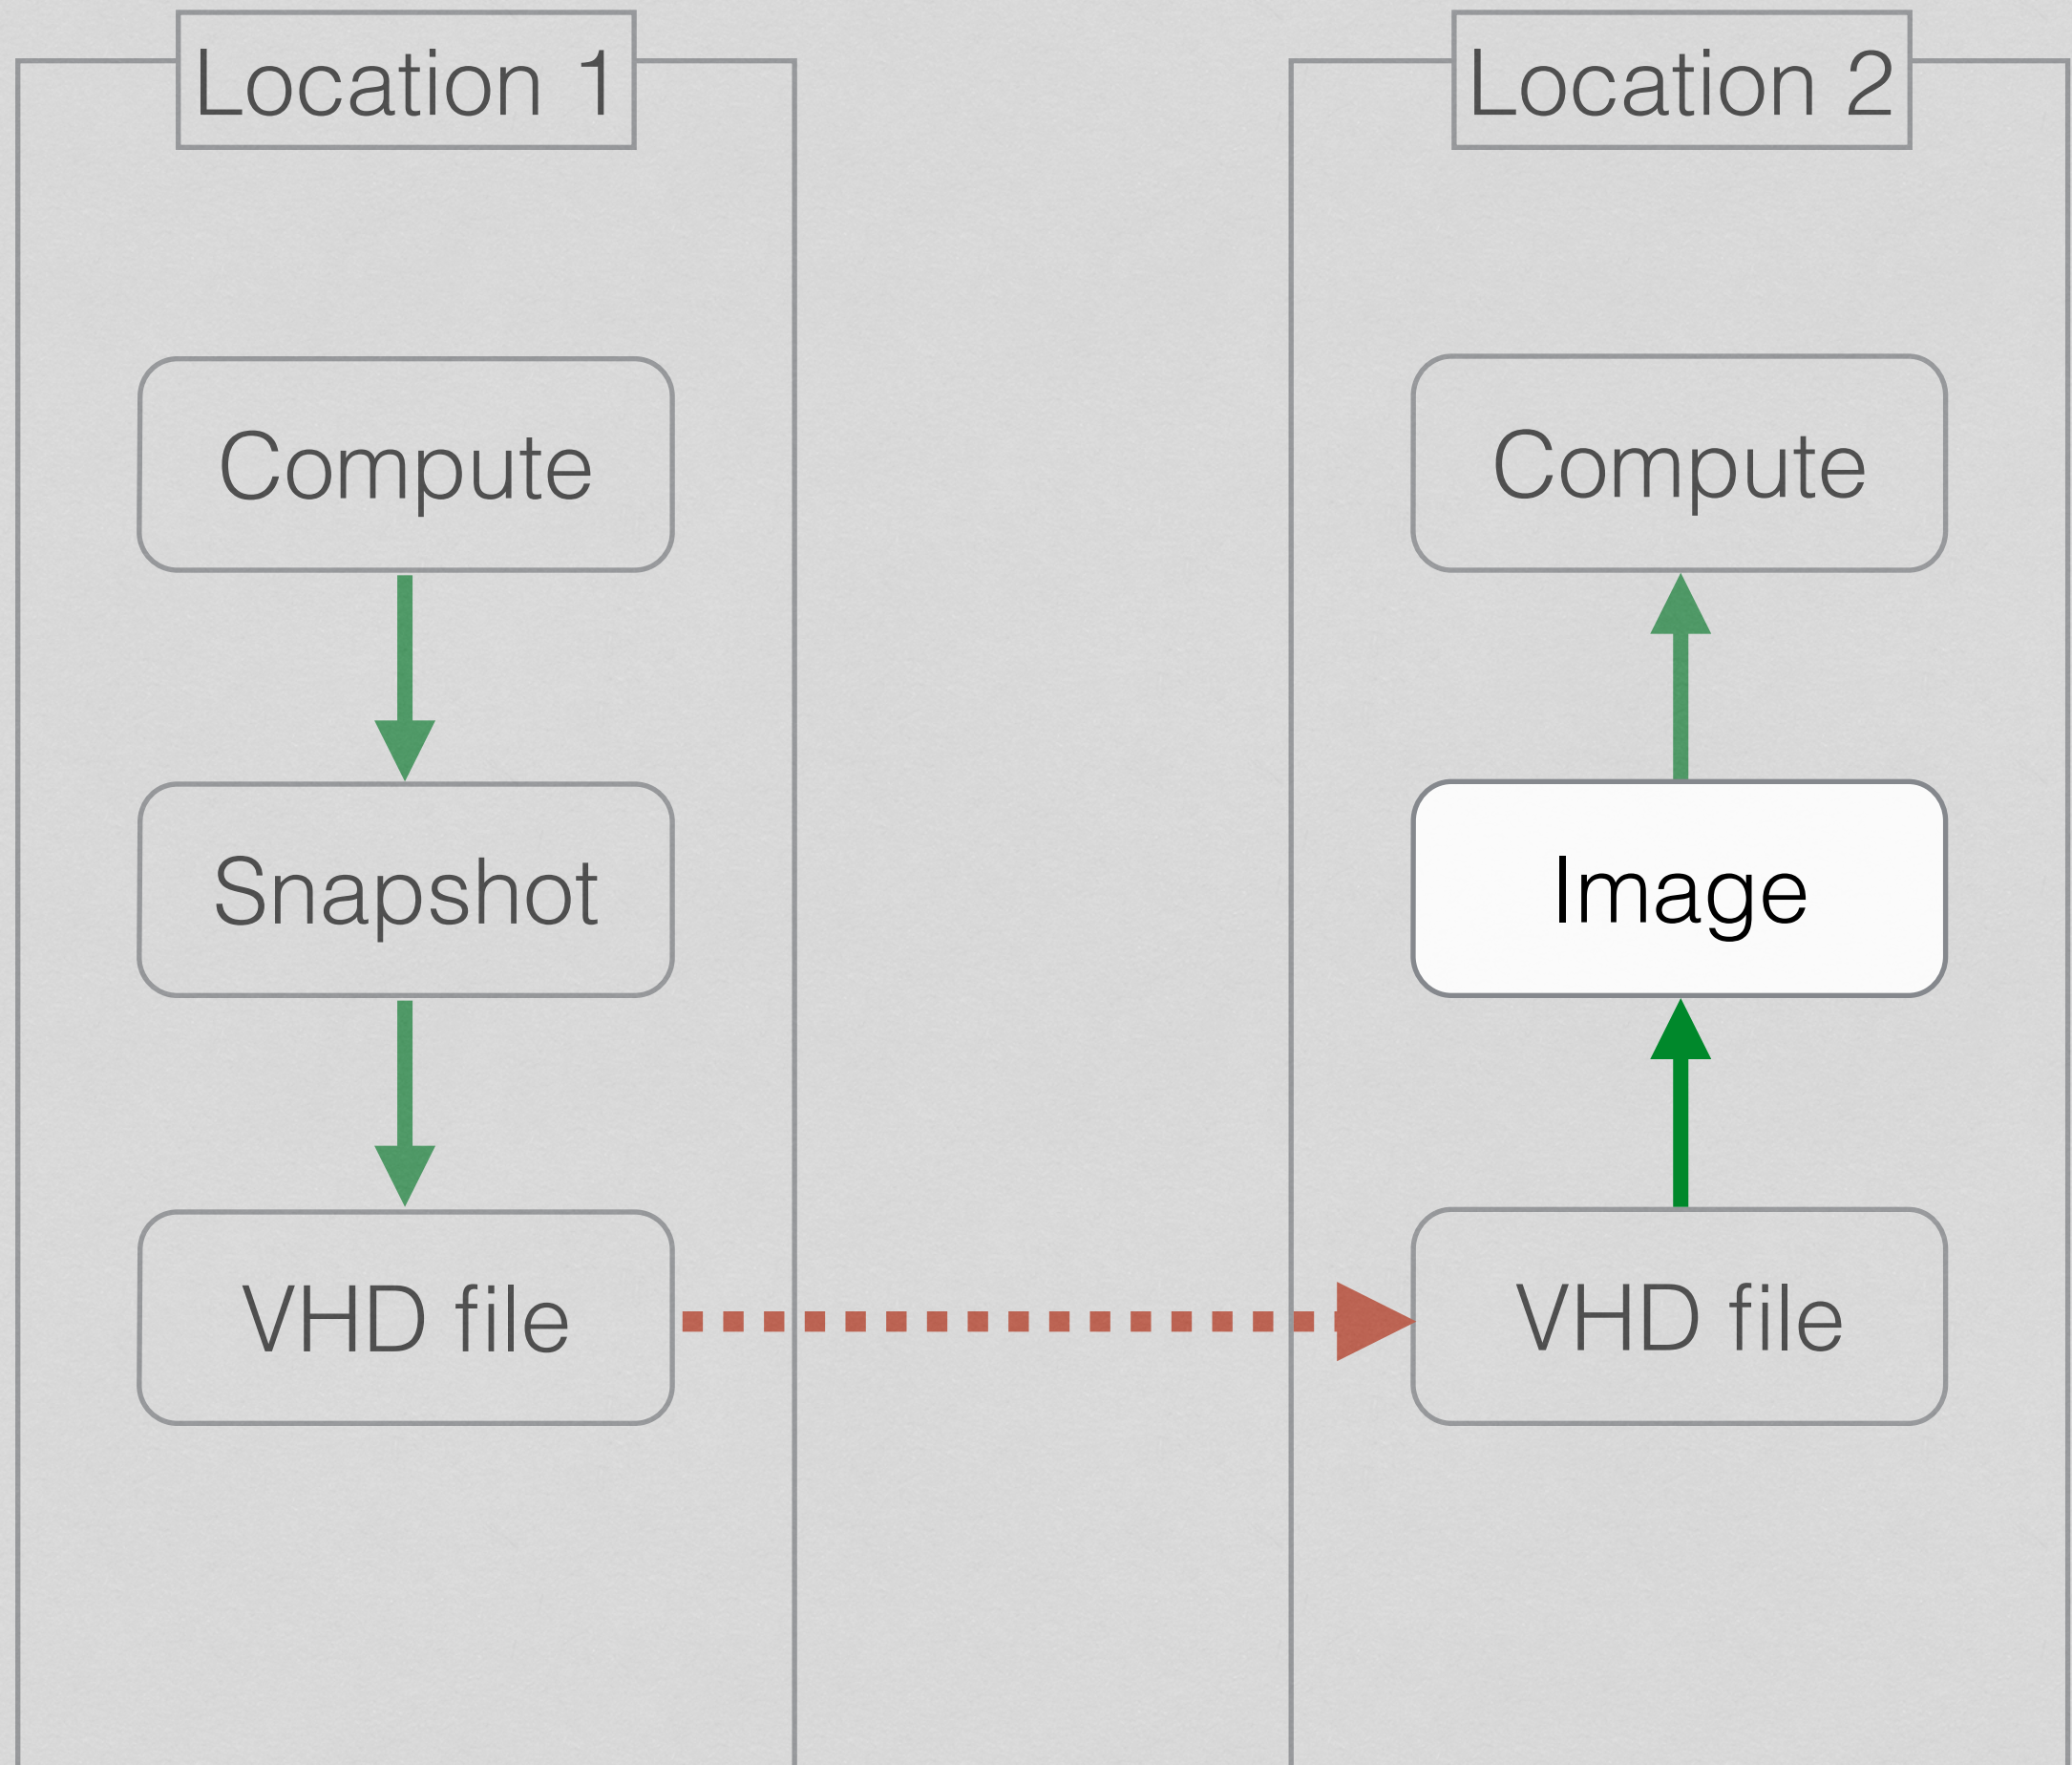 Location 1
Compute
Snapshot
VHD file
Location 2
Compute
Image
VHD file